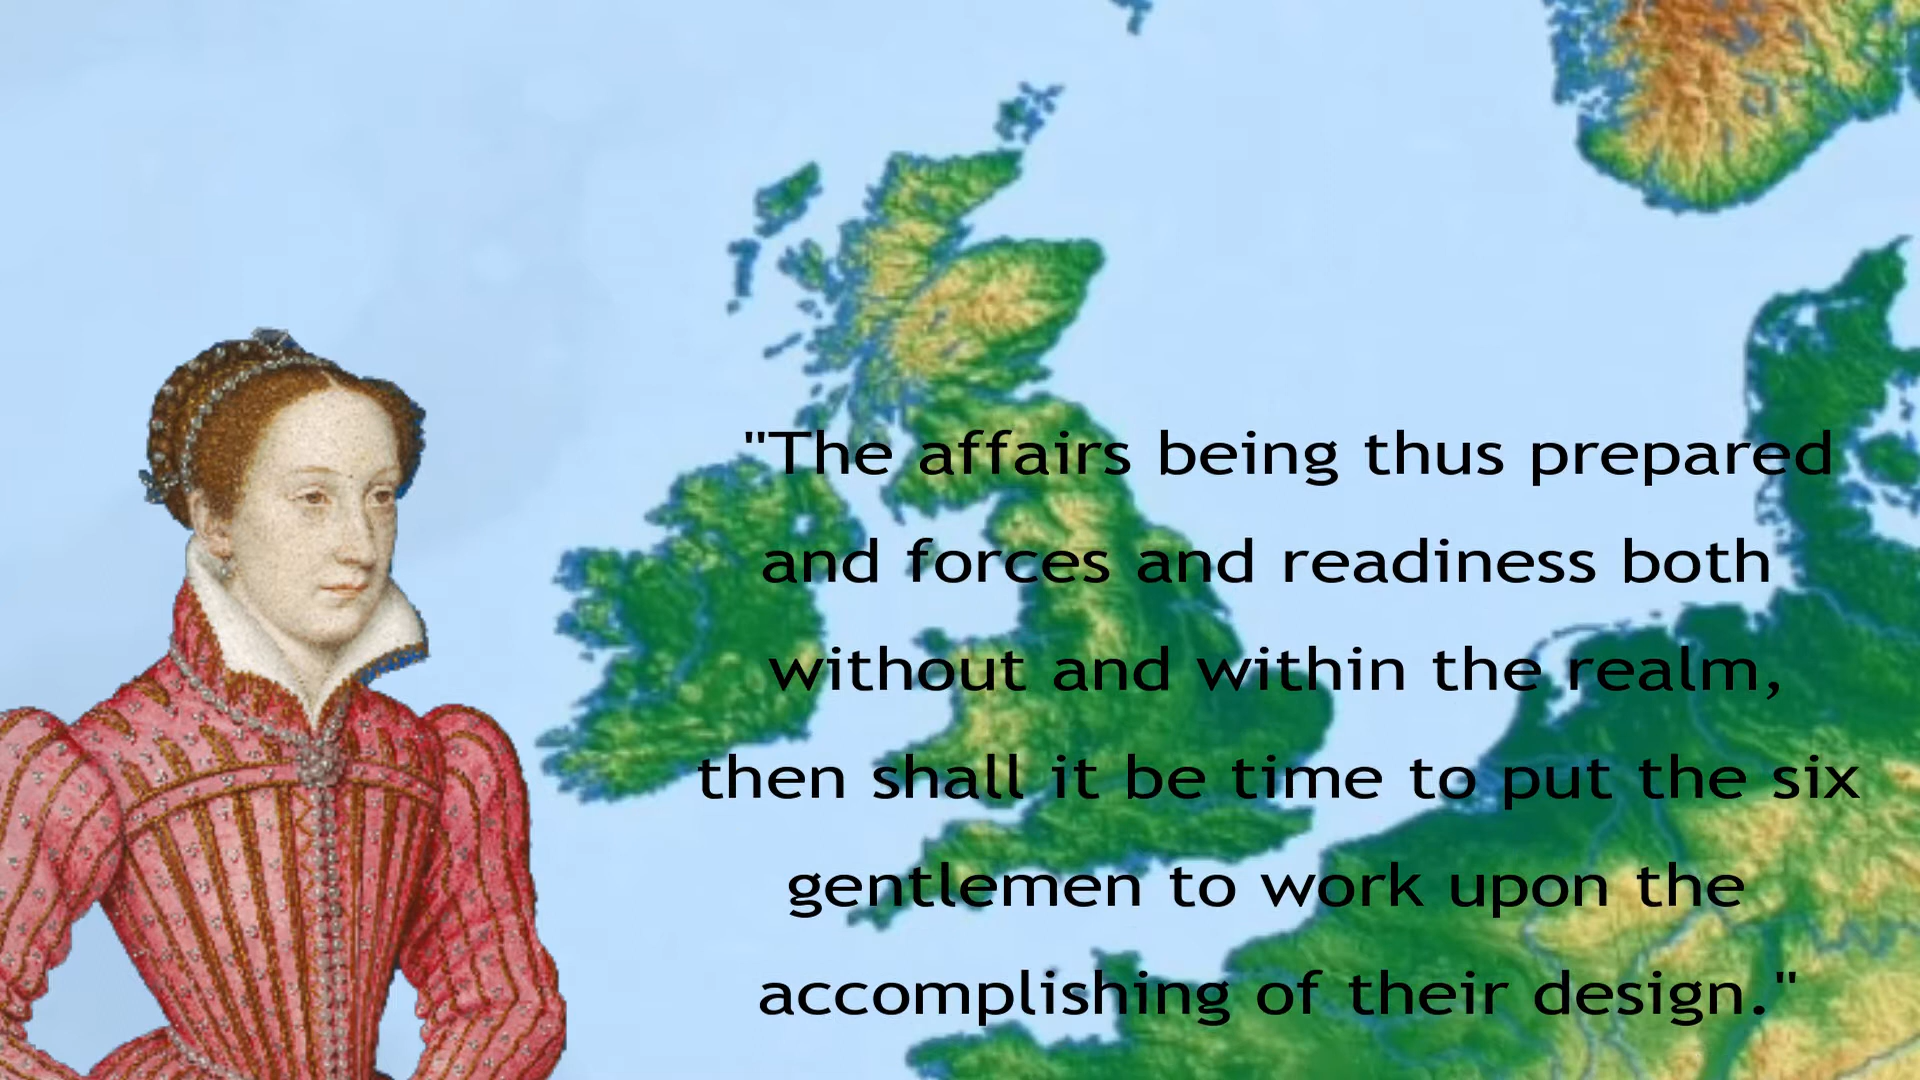 "The affairs being thus prepared
and forces and readiness both
without and within the realm,
then shall it be time to put the six
gentlemen to work upon the
accomplishing of their design."